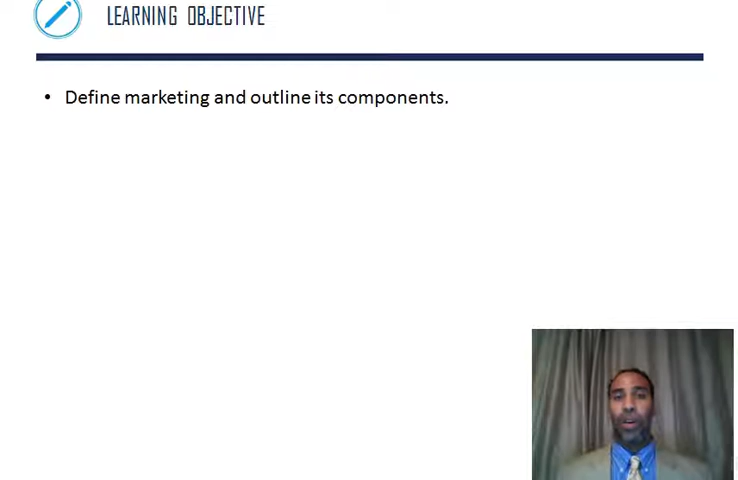 LEARNING OBJECTIVE
• Define marketing and outline its components.